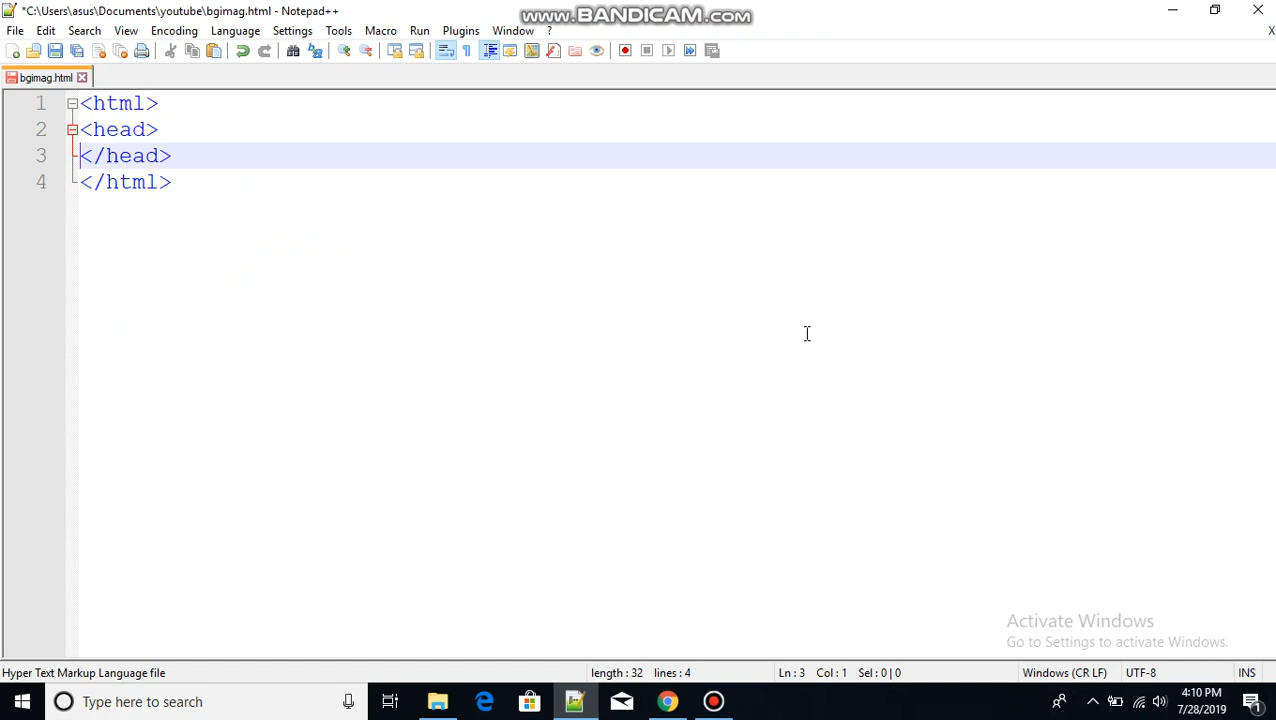 *C:\Users\asus\Documents\youtube\bgimag.html - Notepad++
www.BANDICAM.com
File Edit Search View Encoding Language Settings Tools Macro Run Plugins Window ?
X
bgimag.html
1 <html>
2 <head>
3 </head>
4 </html>
Activate Windows
Go to Settings to activate Windows.
Hyper Text Markup Language file length : 32 lines : 4 Ln : 3 Col : 1 Sel : 0 | 0 Windows (CR LF) UTF-8 INS
Type here to search
4:10 PM
7/28/2019
1